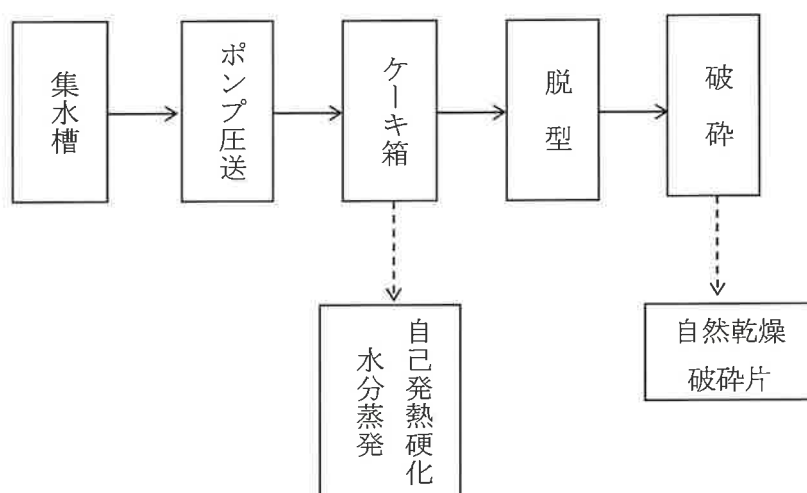 集水槽
ポンプ圧送
ケーキ箱
脱型
破砕
自己発熱硬化
水分蒸発
自然乾燥
破砕片